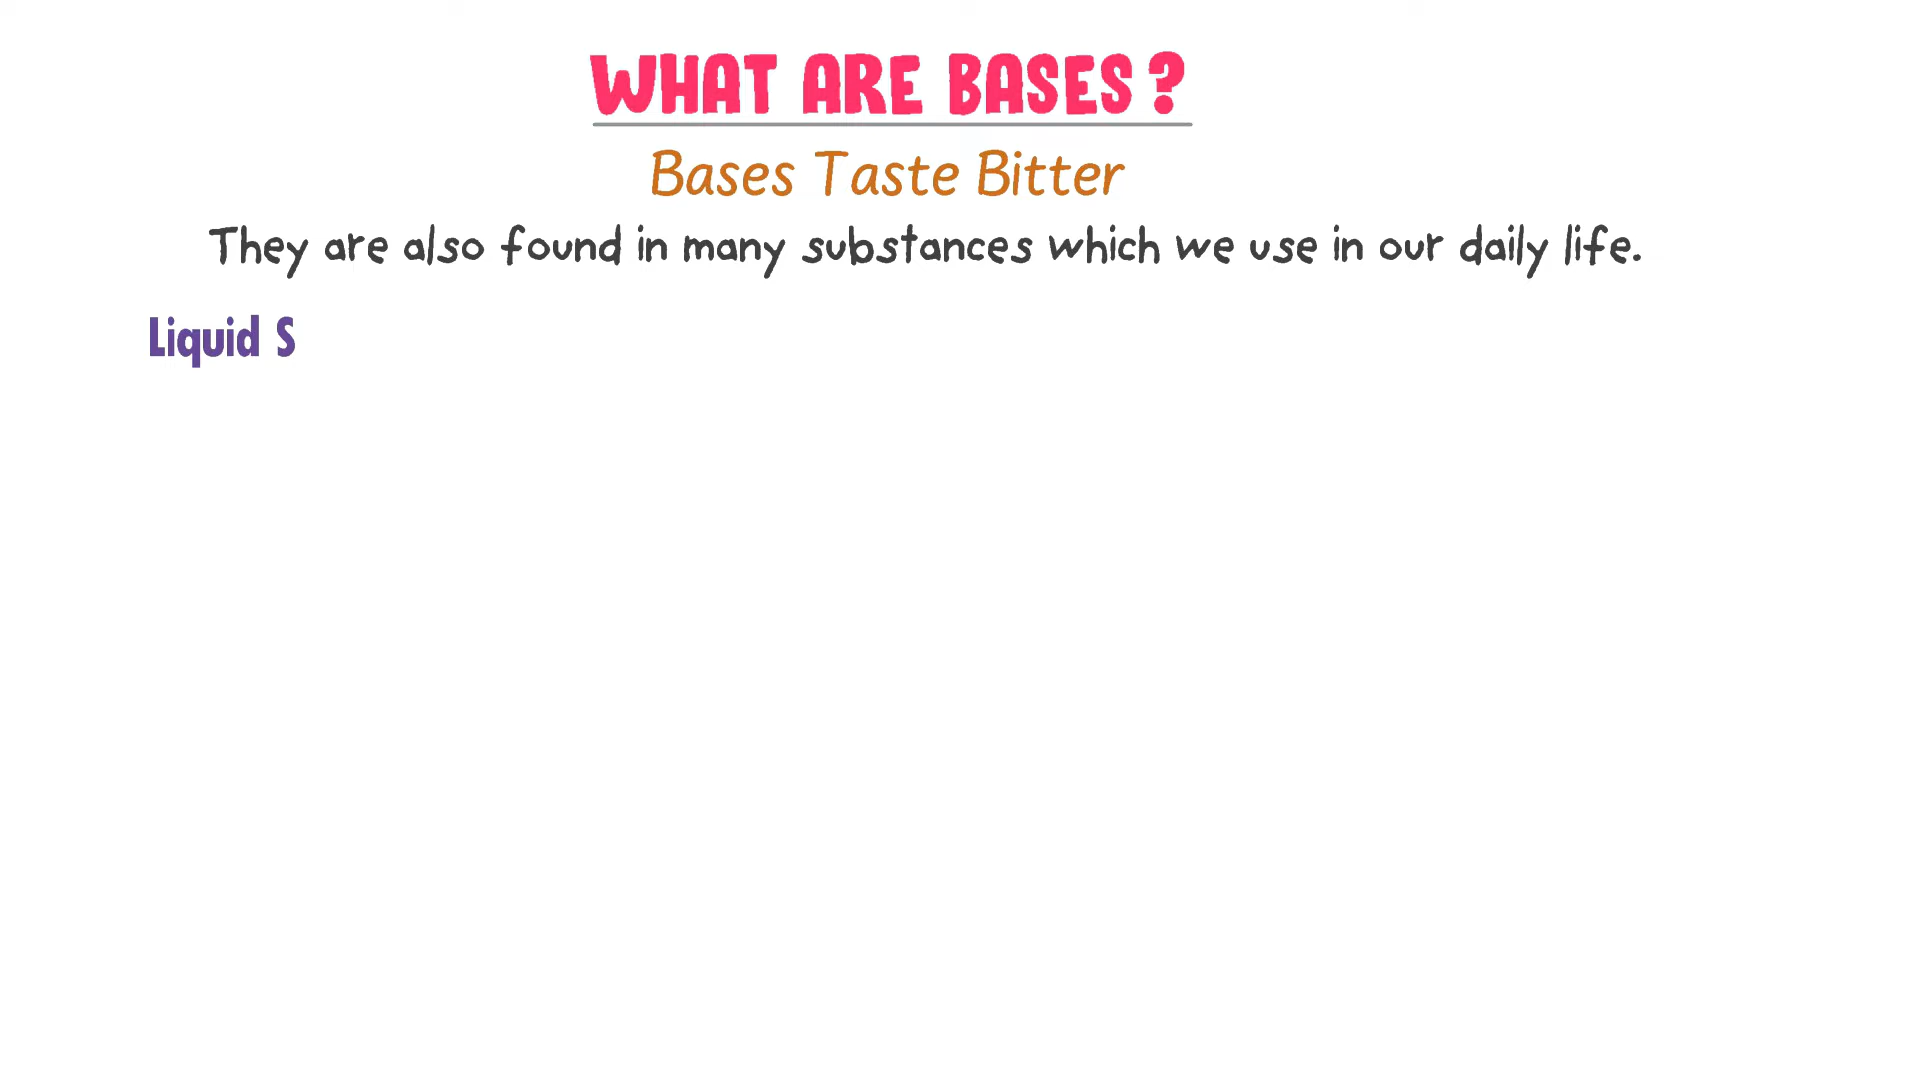 WHAT ARE BASES?
Bases Taste Bitter
They are also found in many substances which we use in our daily life.
Liquid S